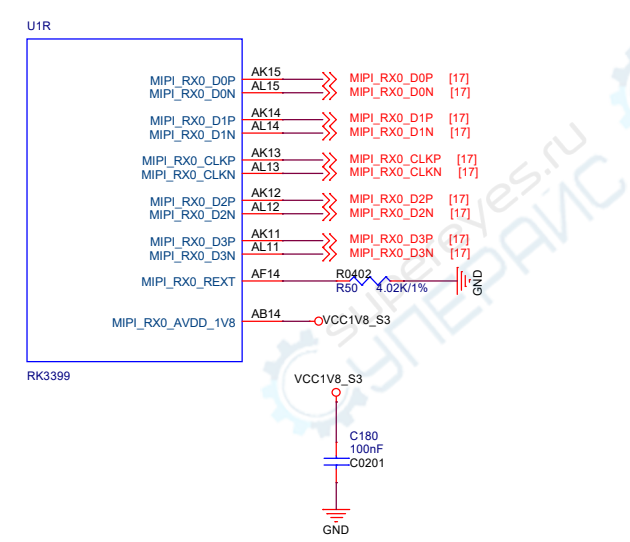 U1R
MIPI_RX0_D0P AK15 MIPI_RX0_D0P [17]
MIPI_RX0_D0N AL15 MIPI_RX0_D0N [17]
MIPI_RX0_D1P AK14 MIPI_RX0_D1P [17]
MIPI_RX0_D1N AL14 MIPI_RX0_D1N [17]
MIPI_RX0_CLKP AK13 MIPI_RX0_CLKP [17]
MIPI_RX0_CLKN AL13 MIPI_RX0_CLKN [17]
MIPI_RX0_D2P AK12 MIPI_RX0_D2P [17]
MIPI_RX0_D2N AL12 MIPI_RX0_D2N [17]
MIPI_RX0_D3P AK11 MIPI_RX0_D3P [17]
MIPI_RX0_D3N AL11 MIPI_RX0_D3N [17]
MIPI_RX0_REXT AF14 R0402
R50 4.02K/1% GND
MIPI_RX0_AVDD_1V8 AB14 VCC1V8_S3
RK3399
VCC1V8_S3
C180
100nF
C0201
GND
supereyes.ru
СУПЕРАЙС